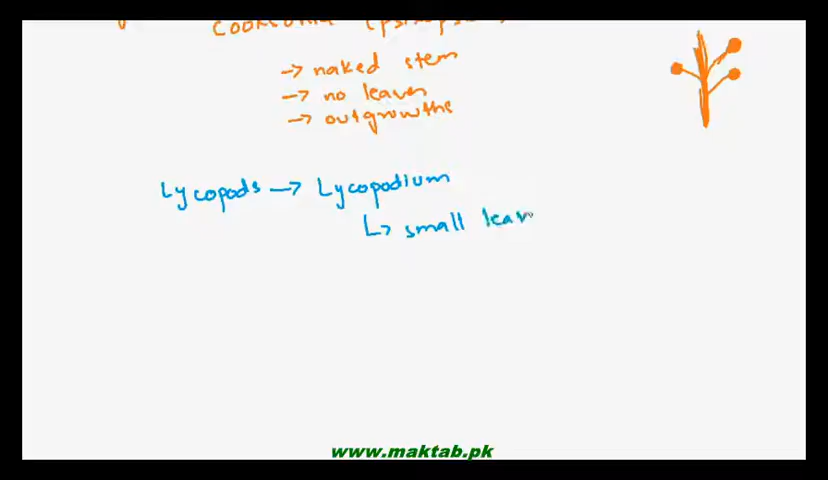 → naked stem
→ no leaves
→ outgrowths
Lycopods → Lycopodium
↳ small leav
www.maktab.pk